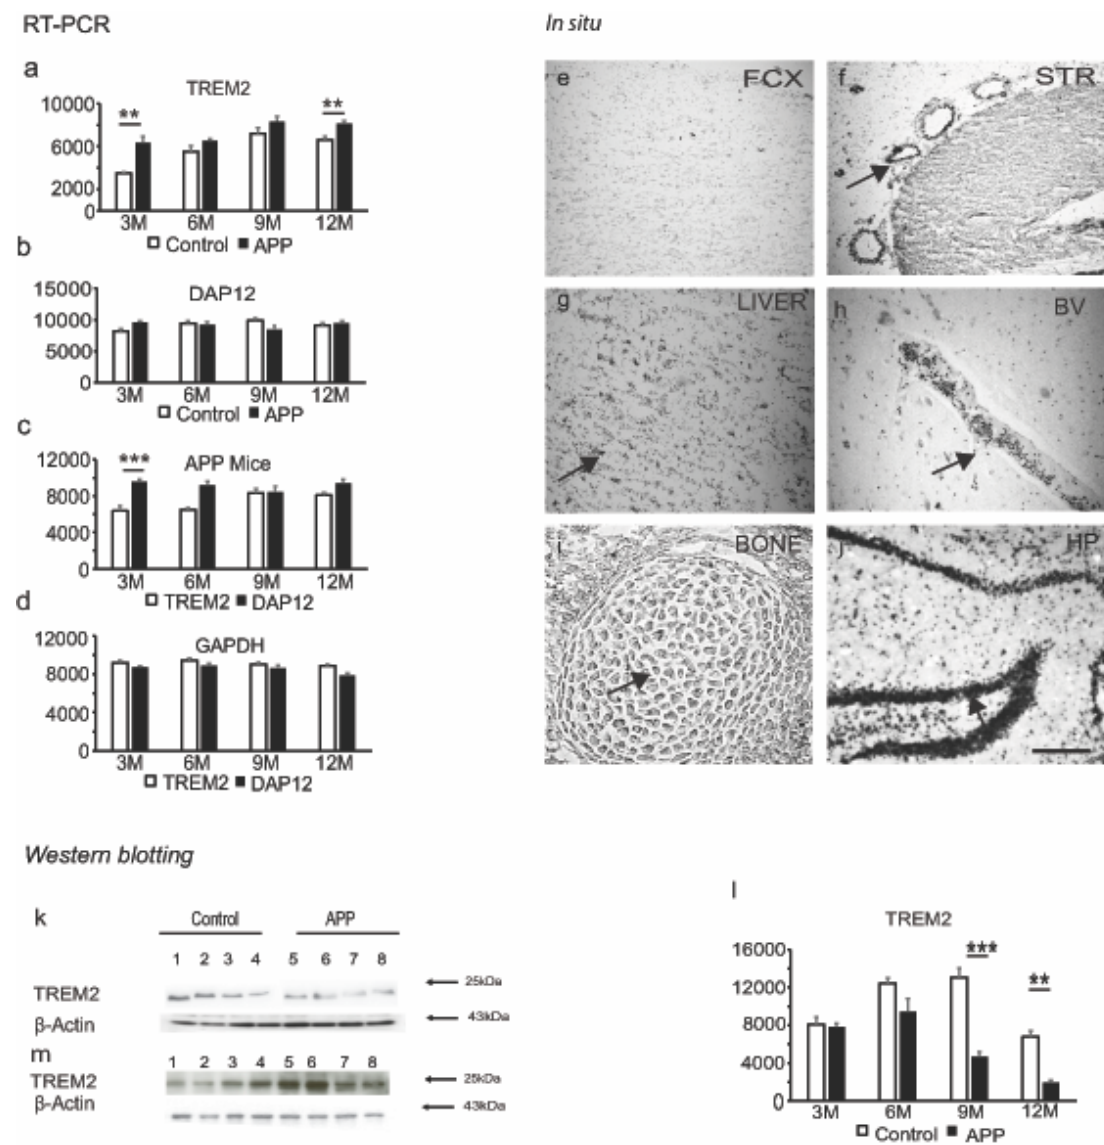 RT-PCR
In situ
a
TREM2
**
**
10000
6000
2000
0
3M 6M 9M 12M
Control APP
b
DAP12
15000
10000
5000
0
3M 6M 9M 12M
Control APP
c
APP Mice
***
12000
8000
4000
0
3M 6M 9M 12M
TREM2 DAP12
d
GAPDH
12000
8000
4000
0
3M 6M 9M 12M
TREM2 DAP12
e FCX
f STR
g LIVER
h BV
i BONE
j HP
Western blotting
k
Control APP
1 2 3 4 5 6 7 8
TREM2 25kDa
β-Actin 43kDa
m
1 2 3 4 5 6 7 8
TREM2 25kDa
β-Actin 43kDa
l
TREM2
***
**
16000
12000
8000
4000
0
3M 6M 9M 12M
Control APP